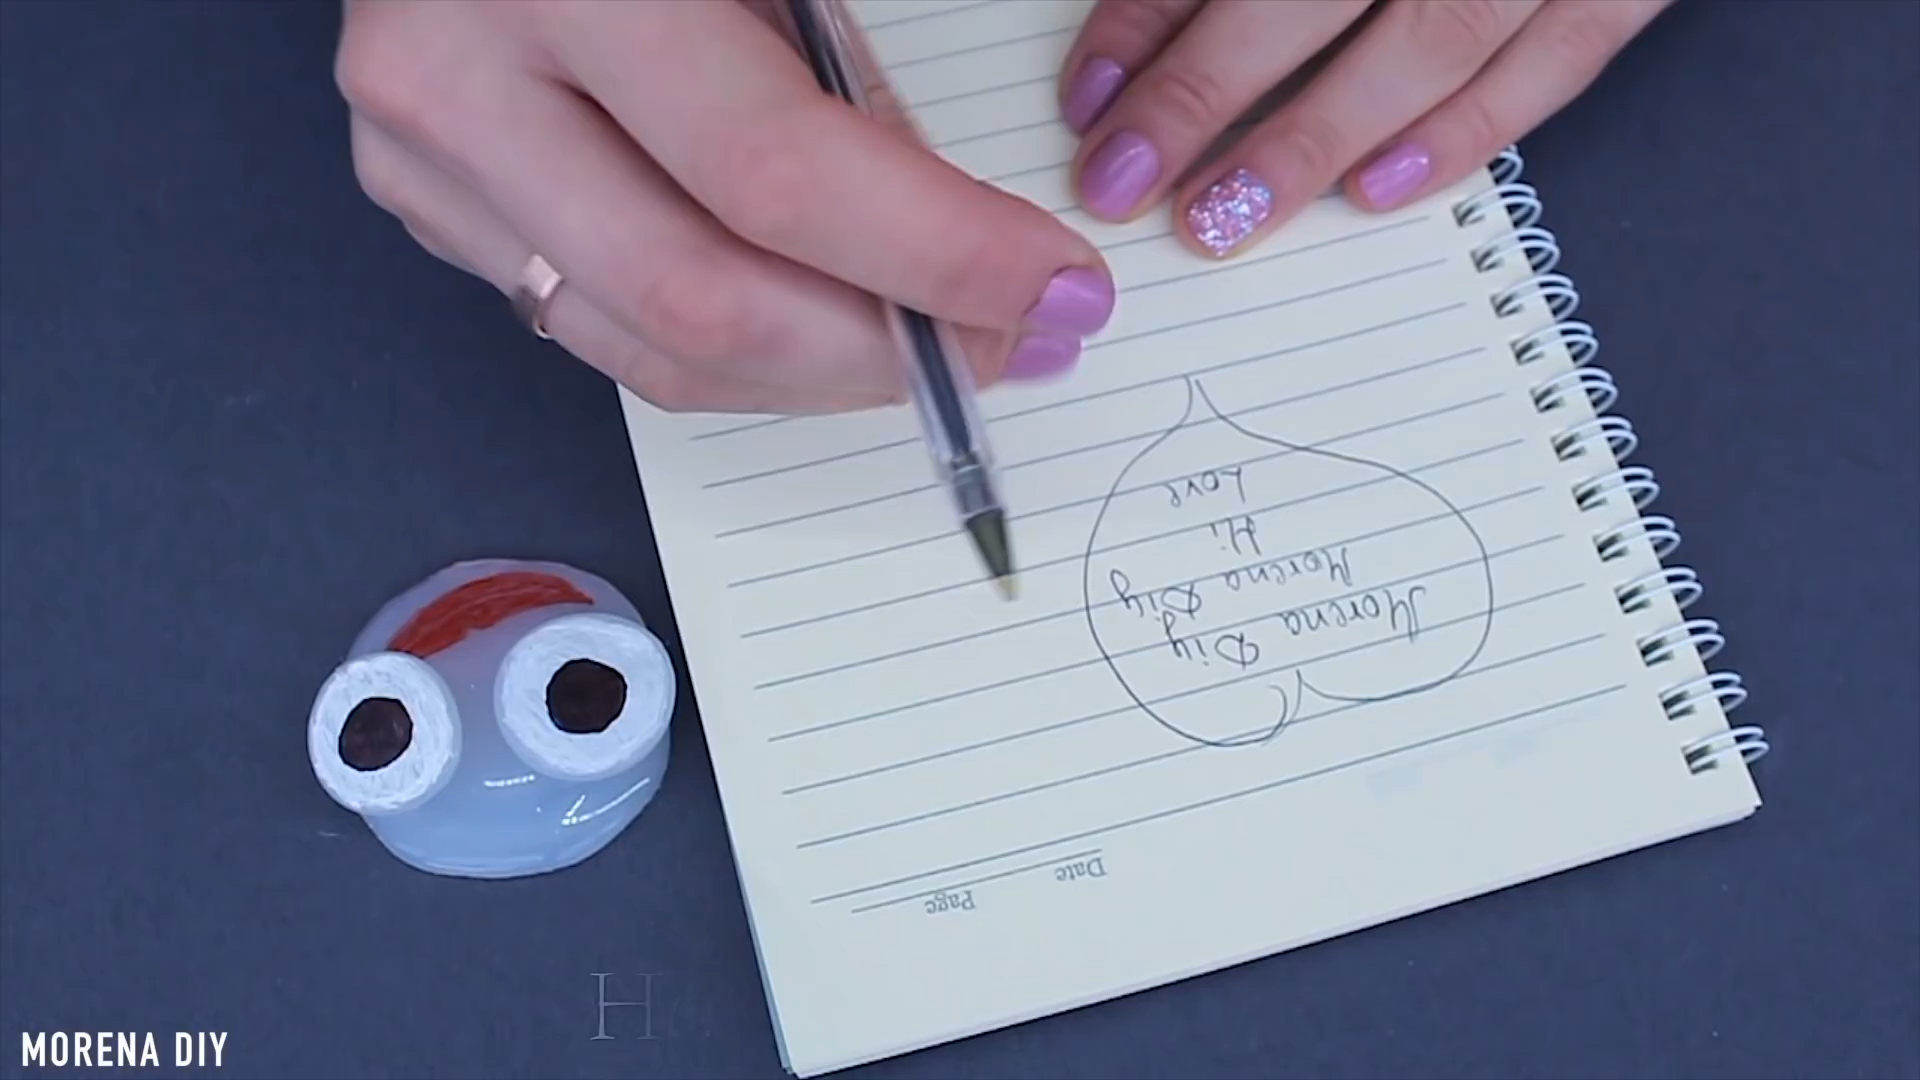 Morena Diy
Morena Diy
Hi
Love
Date
Page
H
MORENA DIY